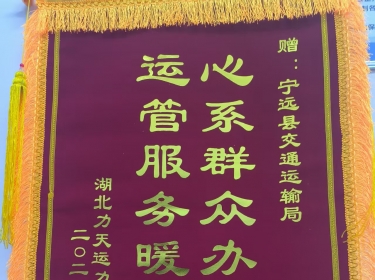 赠：宁远县交通运输局
心系群众办
运管服务暖
湖北力天运力
二〇二